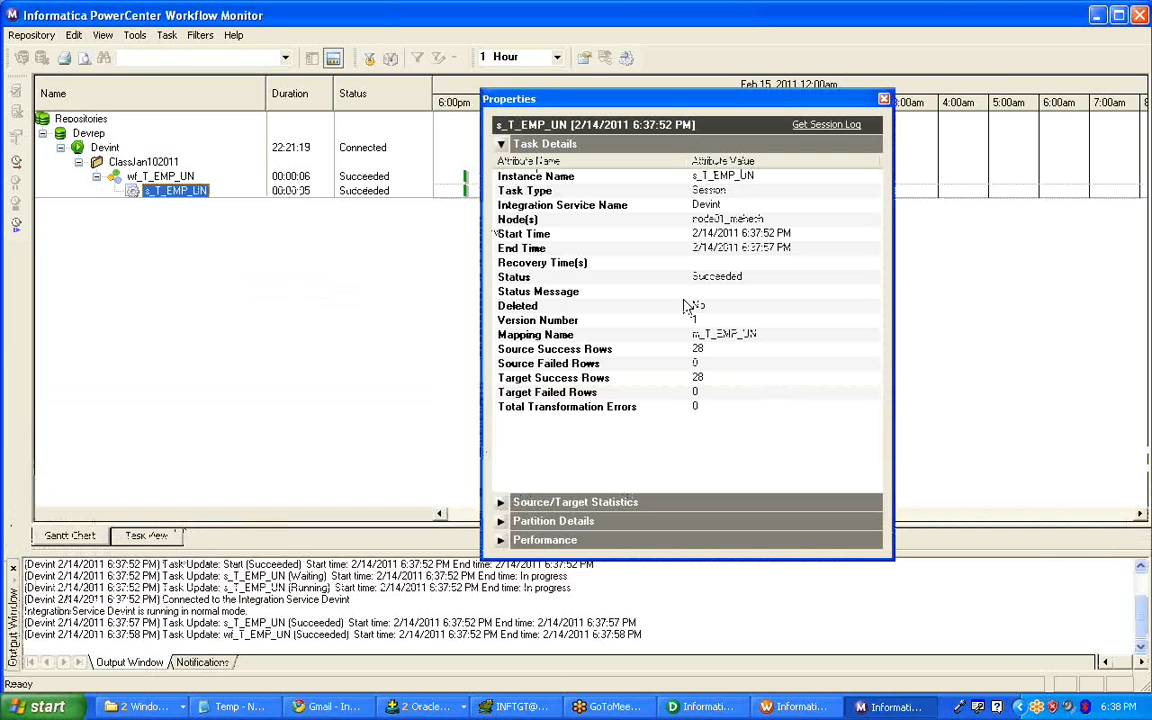 Informatica PowerCenter Workflow Monitor
Repository Edit View Tools Task Filters Help
1 Hour
Feb 15, 2011 12:00am
Name Duration Status 6:00pm 3:00am 4:00am 5:00am 6:00am 7:00am 8
Repositories
Devrep
Devint 22:21:19 Connected
ClassJan102011
wf_T_EMP_UN 00:00:06 Succeeded
s_T_EMP_UN 00:00:05 Succeeded
Properties
s_T_EMP_UN [2/14/2011 6:37:52 PM] Get Session Log
Task Details
Attribute Name Attribute Value
Instance Name s_T_EMP_UN
Task Type Session
Integration Service Name Devint
Node(s) node01_mahesh
Start Time 2/14/2011 6:37:52 PM
End Time 2/14/2011 6:37:57 PM
Recovery Time(s)
Status Succeeded
Status Message
Deleted No
Version Number 1
Mapping Name m_T_EMP_UN
Source Success Rows 28
Source Failed Rows 0
Target Success Rows 28
Target Failed Rows 0
Total Transformation Errors 0
Source/Target Statistics
Partition Details
Performance
Gantt Chart Task View
(Devint 2/14/2011 6:37:52 PM) Task Update: Start (Succeeded) Start time: 2/14/2011 6:37:52 PM End time: 2/14/2011 6:37:52 PM
(Devint 2/14/2011 6:37:52 PM) Task Update: s_T_EMP_UN (Waiting) Start time: 2/14/2011 6:37:52 PM End time: In progress
(Devint 2/14/2011 6:37:52 PM) Task Update: s_T_EMP_UN (Running) Start time: 2/14/2011 6:37:52 PM End time: In progress
(Devint 2/14/2011 6:37:52 PM) Connected to the Integration Service Devint
Integration Service Devint is running in normal mode.
(Devint 2/14/2011 6:37:57 PM) Task Update: s_T_EMP_UN (Succeeded) Start time: 2/14/2011 6:37:52 PM End time: 2/14/2011 6:37:57 PM
(Devint 2/14/2011 6:37:58 PM) Task Update: wf_T_EMP_UN (Succeeded) Start time: 2/14/2011 6:37:52 PM End time: 2/14/2011 6:37:58 PM
Output Window
Output Window Notifications
Ready
start 2 Windo... Temp - N... Gmail - In... 2 Oracle... INFTGT@... GoToMee... Informati... Informati... Informati... 6:38 PM